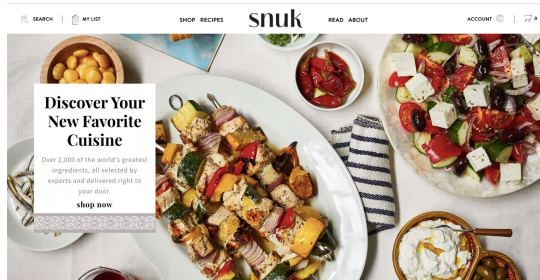 SEARCH
MY LIST
SHOP RECIPES
snuk
READ ABOUT
ACCOUNT
0
Discover Your
New Favorite
Cuisine
Over 2,000 of the world's greatest
ingredients, all selected by
experts and delivered right to
your door.
shop now